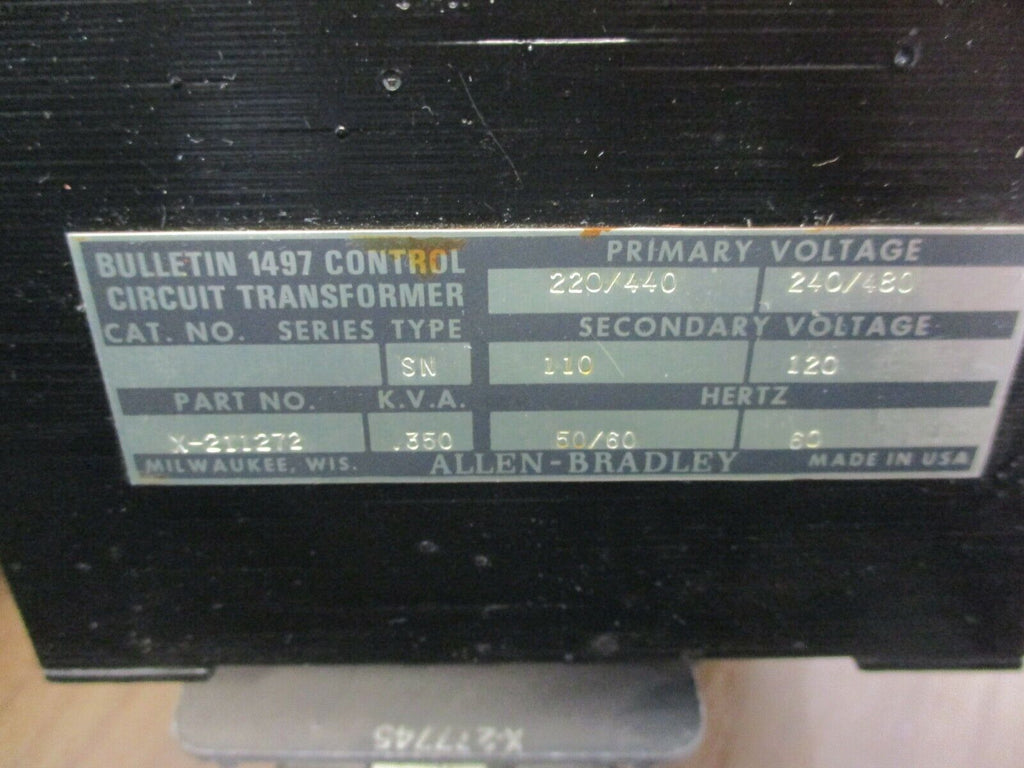 BULLETIN 1497 CONTROL
CIRCUIT TRANSFORMER
CAT. NO. SERIES TYPE
SN
PART NO. K.V.A.
X-211272 .350
PRIMARY VOLTAGE
220/440 240/480
SECONDARY VOLTAGE
110 120
HERTZ
50/60 60
MILWAUKEE, WIS. ALLEN-BRADLEY MADE IN USA
X-277745